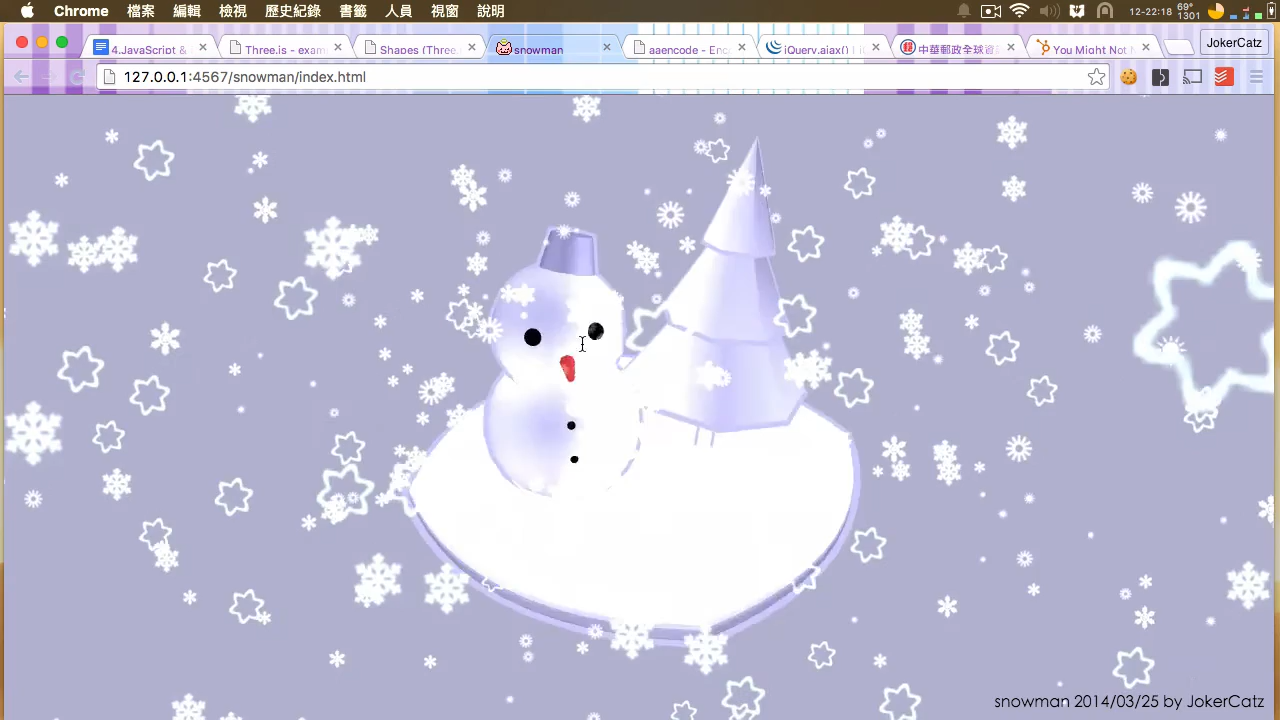 Chrome 檔案 編輯 檢視 歷史紀錄 書籤 人員 視窗 說明 12-22-18 69° 1301
4.JavaScript & Three.js - exam Shapes (Three. snowman aaencode - Enc jQuery.ajax() | j 中華郵政全球資 You Might Not JokerCatz
127.0.0.1:4567/snowman/index.html
snowman 2014/03/25 by JokerCatz